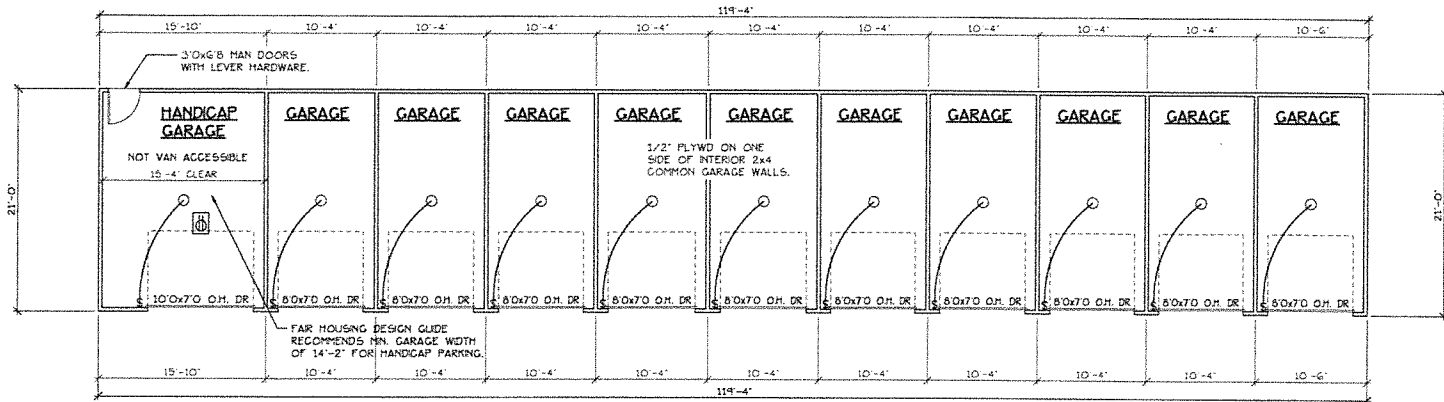 119'-4"
15'-10" 10'-4" 10'-4" 10'-4" 10'-4" 10'-4" 10'-4" 10'-4" 10'-4" 10'-4" 10'-6"
3'0x6'8 MAN DOORS
WITH LEVER HARDWARE.
HANDICAP
GARAGE
GARAGE GARAGE GARAGE GARAGE GARAGE GARAGE GARAGE GARAGE GARAGE GARAGE
NOT VAN ACCESSIBLE
15'-4" CLEAR
1/2" PLYWD ON ONE
SIDE OF INTERIOR 2x4
COMMON GARAGE WALLS.
21'-0"
21'-0"
S S S S S S S S S S S
10'0x7'0 O.H. DR 8'0x7'0 O.H. DR 8'0x7'0 O.H. DR 8'0x7'0 O.H. DR 8'0x7'0 O.H. DR 8'0x7'0 O.H. DR 8'0x7'0 O.H. DR 8'0x7'0 O.H. DR 8'0x7'0 O.H. DR 8'0x7'0 O.H. DR 8'0x7'0 O.H. DR
FAIR HOUSING DESIGN GUIDE
RECOMMENDS MIN. GARAGE WIDTH
OF 14'-2" FOR HANDICAP PARKING.
15'-10" 10'-4" 10'-4" 10'-4" 10'-4" 10'-4" 10'-4" 10'-4" 10'-4" 10'-4" 10'-6"
119'-4"